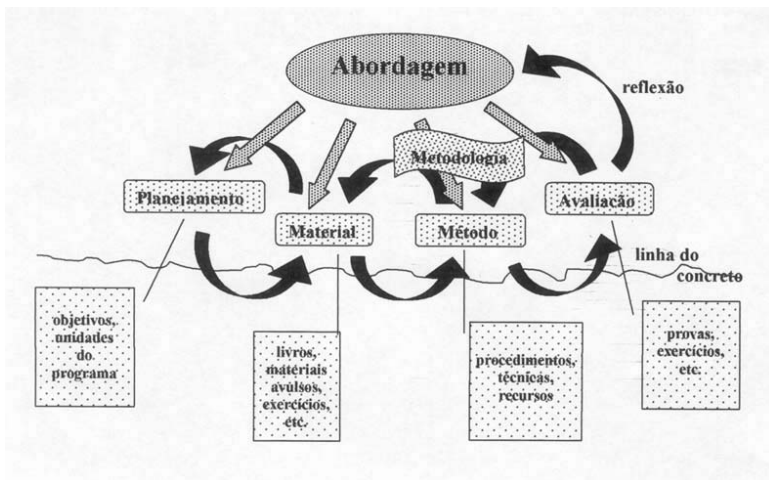 Abordagem
reflexão
Metodologia
Planejamento
Material
Método
Avaliação
linha do
concreto
objetivos,
unidades
do
programa
livros,
materiais
avulsos,
exercícios,
etc.
procedimentos,
técnicas,
recursos
provas,
exercícios,
etc.